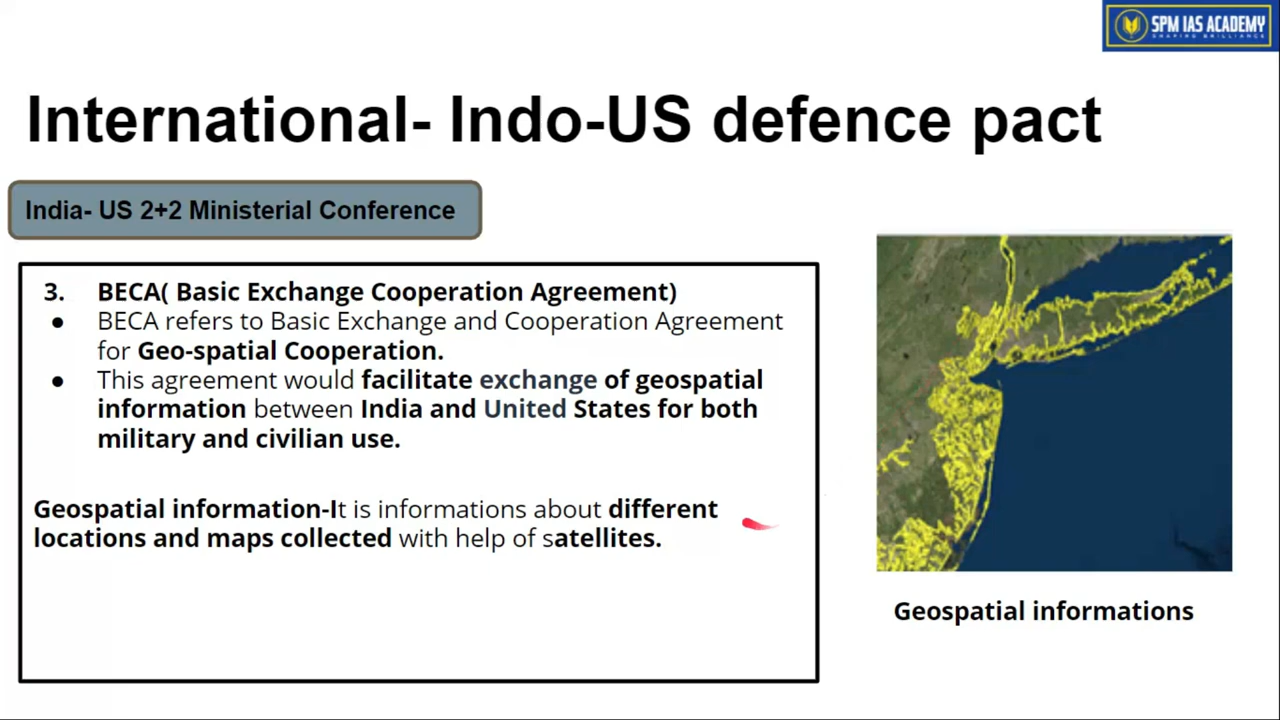 SPM IAS ACADEMY
SHAPING BRILLIANCE
International- Indo-US defence pact
India- US 2+2 Ministerial Conference
3. BECA( Basic Exchange Cooperation Agreement)
● BECA refers to Basic Exchange and Cooperation Agreement
for Geo-spatial Cooperation.
● This agreement would facilitate exchange of geospatial
information between India and United States for both
military and civilian use.
Geospatial information-It is informations about different
locations and maps collected with help of satellites.
Geospatial informations